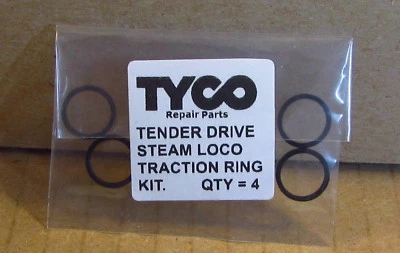 TYCO
Repair Parts
TENDER DRIVE
STEAM LOCO
TRACTION RING
KIT. QTY = 4